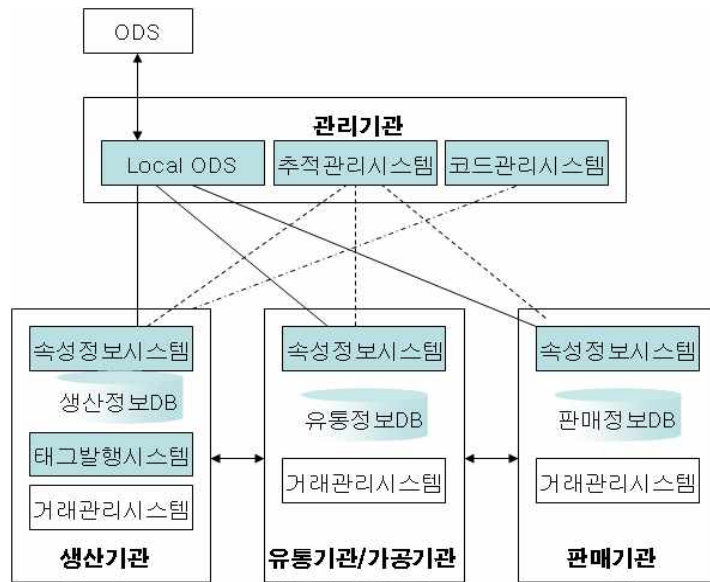 ODS
관리기관
Local ODS
추적관리시스템
코드관리시스템
속성정보시스템
생산정보DB
태그발행시스템
거래관리시스템
생산기관
속성정보시스템
유통정보DB
거래관리시스템
유통기관/가공기관
속성정보시스템
판매정보DB
거래관리시스템
판매기관